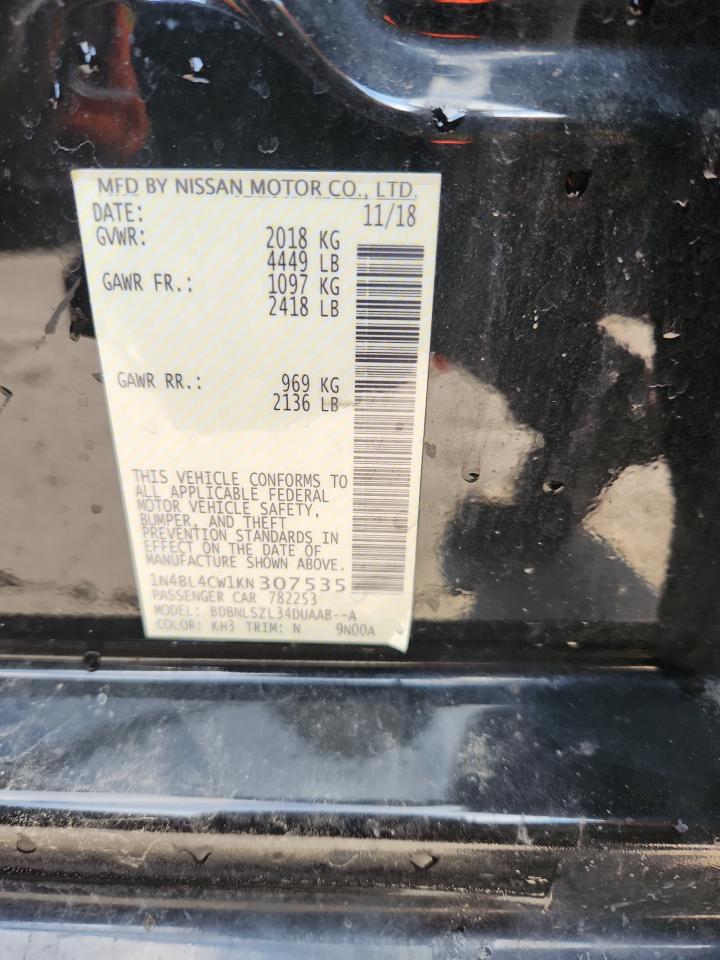 MFD BY NISSAN MOTOR CO., LTD.
DATE: 11/18
GVWR: 2018 KG
4449 LB
GAWR FR.: 1097 KG
2418 LB
GAWR RR.: 969 KG
2136 LB
THIS VEHICLE CONFORMS TO
ALL APPLICABLE FEDERAL
MOTOR VEHICLE SAFETY,
BUMPER, AND THEFT
PREVENTION STANDARDS IN
EFFECT ON THE DATE OF
MANUFACTURE SHOWN ABOVE.
1N4BL4CW1KN307535
PASSENGER CAR 782253
MODEL: BDBNLSZL34DUAAB--A
COLOR: KH3 TRIM: N 9N00A